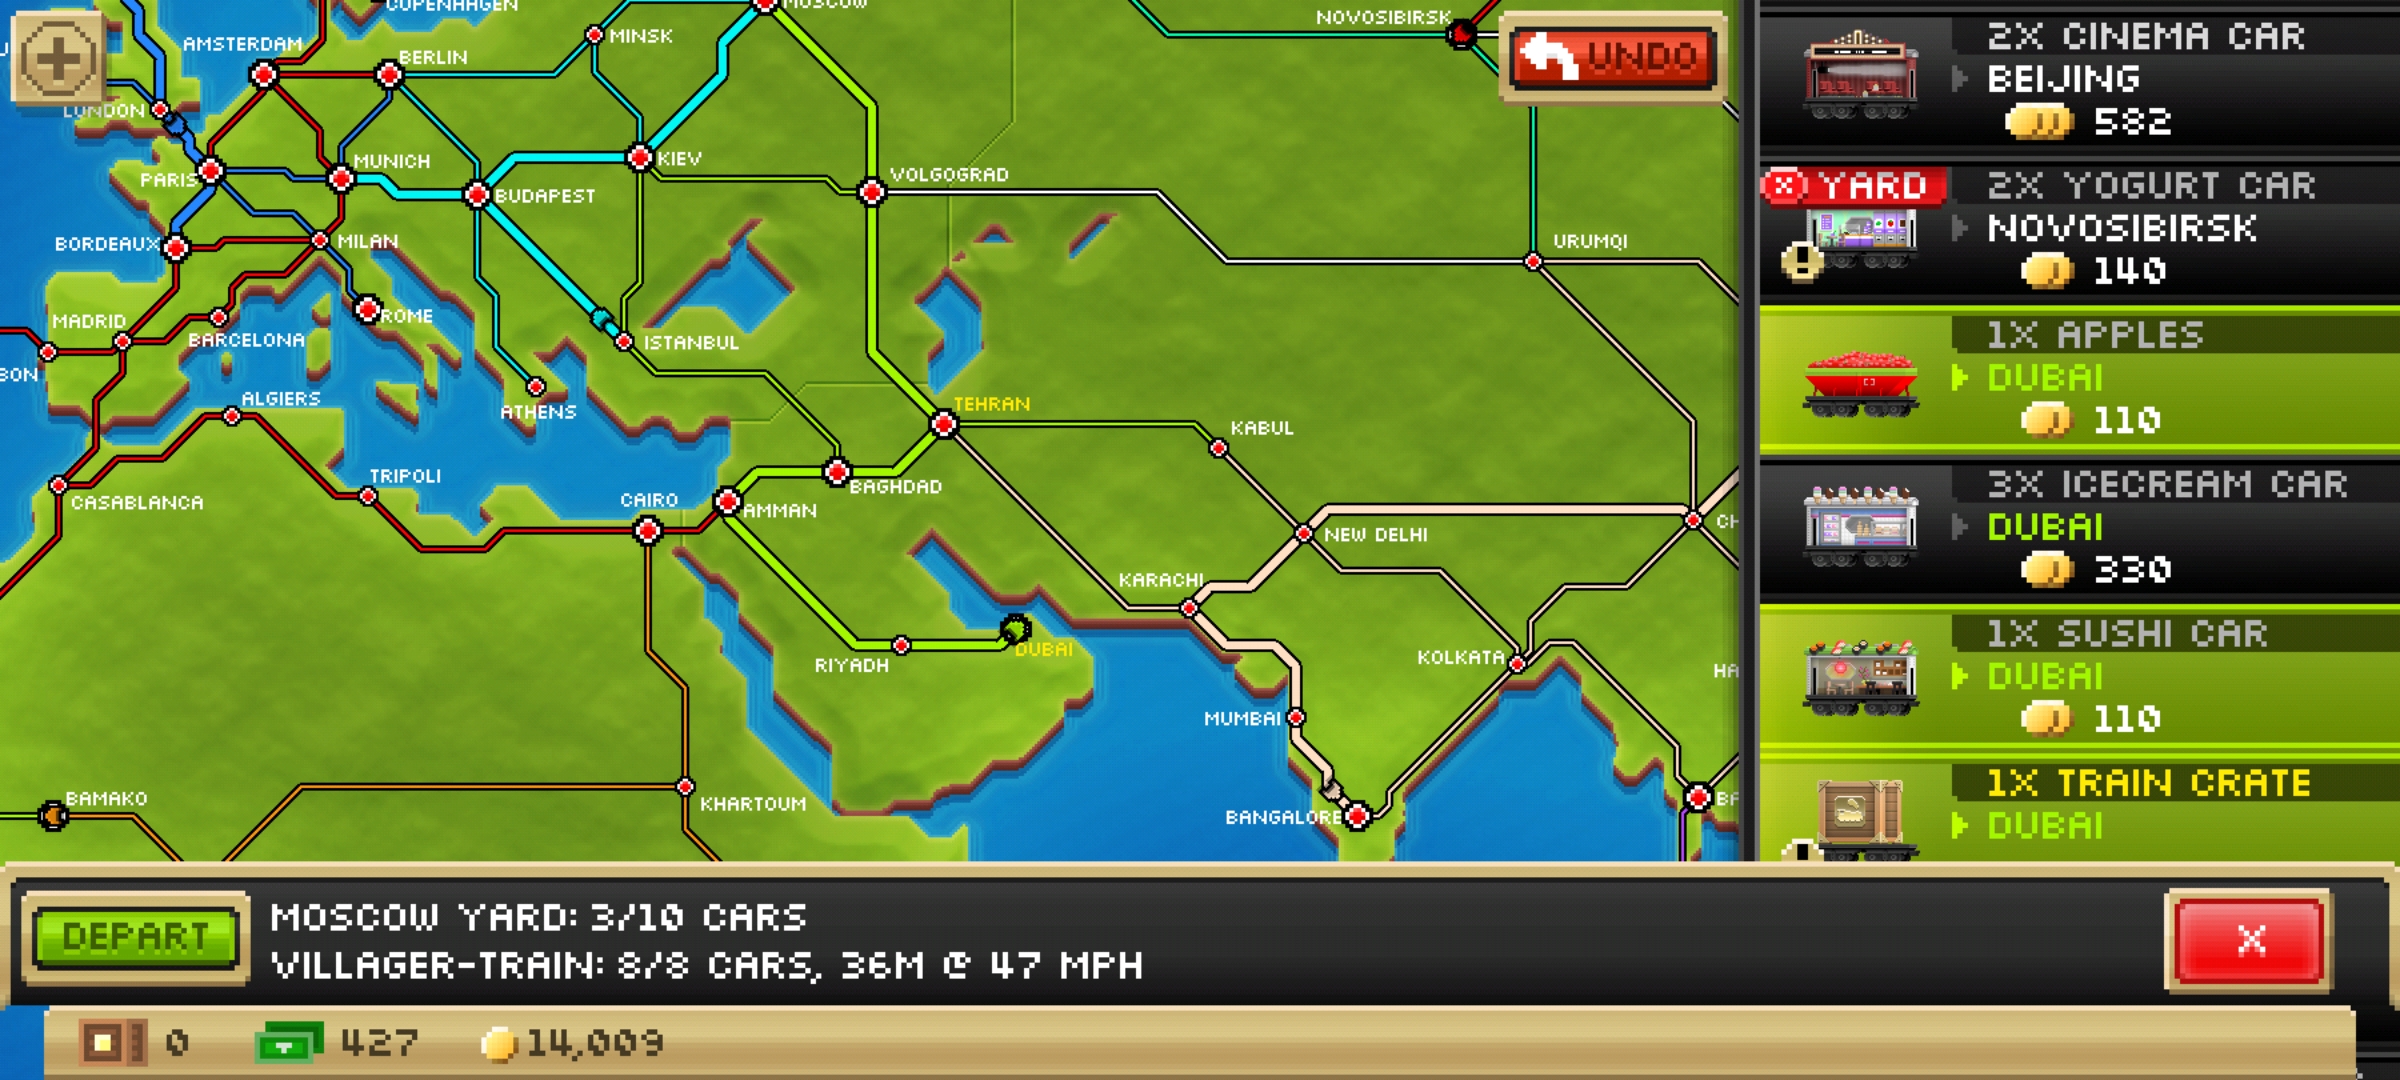 COPENHAGEN
MOSCOW
NOVOSIBIRSK
MINSK
AMSTERDAM
BERLIN
UNDO
LONDON
MUNICH
KIEV
PARIS
BUDAPEST
VOLGOGRAD
BORDEAUX
MILAN
URUMQI
MADRID
ROME
BARCELONA
ISTANBUL
BON
ALGIERS
ATHENS
TEHRAN
KABUL
TRIPOLI
CASABLANCA
CAIRO
BAGHDAD
AMMAN
NEW DELHI
CH
KARACHI
DUBAI
RIYADH
KOLKATA
HA
MUMBAI
BAMAKO
KHARTOUM
BANGALORE
BA
2X CINEMA CAR
BEIJING
582
YARD
2X YOGURT CAR
NOVOSIBIRSK
140
1X APPLES
DUBAI
110
3X ICECREAM CAR
DUBAI
330
1X SUSHI CAR
DUBAI
110
1X TRAIN CRATE
DUBAI
DEPART
MOSCOW YARD: 3/10 CARS
VILLAGER-TRAIN: 8/8 CARS, 36M @ 47 MPH
X
0
427
14,009